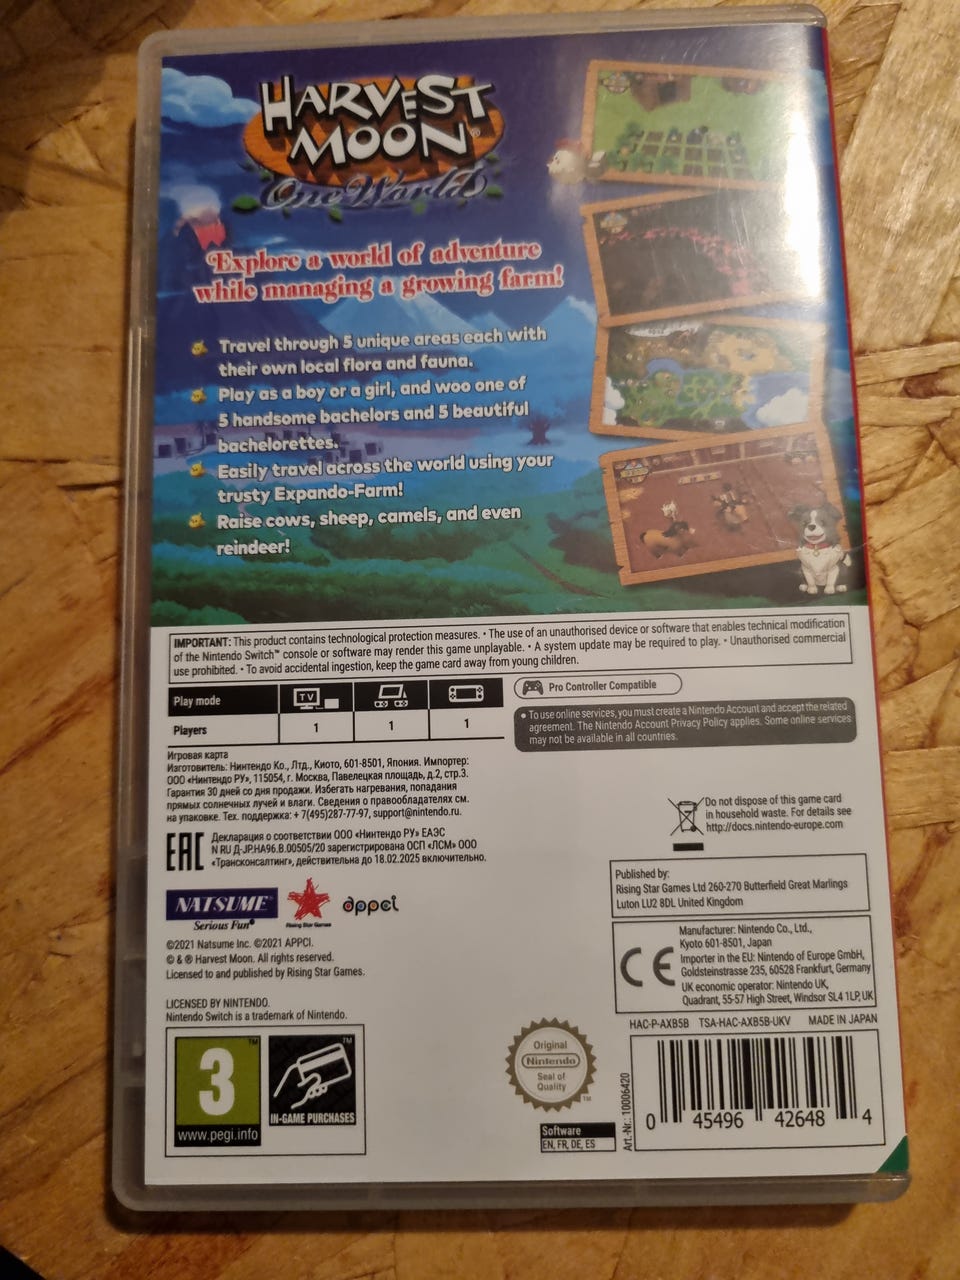 HARVEST
MOON®
One World
Explore a world of adventure
while managing a growing farm!
Travel through 5 unique areas each with
their own local flora and fauna.
Play as a boy or a girl, and woo one of
5 handsome bachelors and 5 beautiful
bachelorettes.
Easily travel across the world using your
trusty Expando-Farm!
Raise cows, sheep, camels, and even
reindeer!
IMPORTANT: This product contains technological protection measures. • The use of an unauthorised device or software that enables technical modification
of the Nintendo Switch™ console or software may render this game unplayable. • A system update may be required to play. • Unauthorised commercial
use prohibited. • To avoid accidental ingestion, keep the game card away from young children.
Play mode
TV
Players
1
1
1
Pro Controller Compatible
• To use online services, you must create a Nintendo Account and accept the related
agreement. The Nintendo Account Privacy Policy applies. Some online services
may not be available in all countries.
Игровая карта
Изготовитель: Нинтендо Ко., Лтд., Киото, 601-8501, Япония. Импортер:
ООО «Нинтендо РУ», 115054, г. Москва, Павелецкая площадь, д.2, стр.3.
Гарантия 30 дней со дня продажи. Избегать нагревания, попадания
прямых солнечных лучей и влаги. Сведения о правообладателях см.
на упаковке. Тех. поддержка: + 7(495)287-77-97, support@nintendo.ru.
EAC
Декларация о соответствии ООО «Нинтендо РУ» ЕАЭС
N RU Д-JP.HA96.B.00505/20 зарегистрирована ОСП «ЛСМ» ООО
«Трансконсалтинг», действительна до 18.02.2025 включительно.
Do not dispose of this game card
in household waste. For details see
http://docs.nintendo-europe.com
NATSUME®
Serious Fun®
Rising Star Games
appci
©2021 Natsume Inc. ©2021 APPCI.
© & ® Harvest Moon. All rights reserved.
Licensed to and published by Rising Star Games.
LICENSED BY NINTENDO.
Nintendo Switch is a trademark of Nintendo.
Published by:
Rising Star Games Ltd 260-270 Butterfield Great Marlings
Luton LU2 8DL United Kingdom
CE
Manufacturer: Nintendo Co., Ltd.,
Kyoto 601-8501, Japan
Importer in the EU: Nintendo of Europe GmbH,
Goldsteinstrasse 235, 60528 Frankfurt, Germany
UK economic operator: Nintendo UK,
Quadrant, 55-57 High Street, Windsor SL4 1LP, UK
HAC-P-AXB5B TSA-HAC-AXB5B-UKV MADE IN JAPAN
3™
www.pegi.info
™
IN-GAME PURCHASES
Original
Nintendo
Seal of
Quality
™
Software
EN, FR, DE, ES
Art.-Nr.: 10006420
0 45496 42648 4